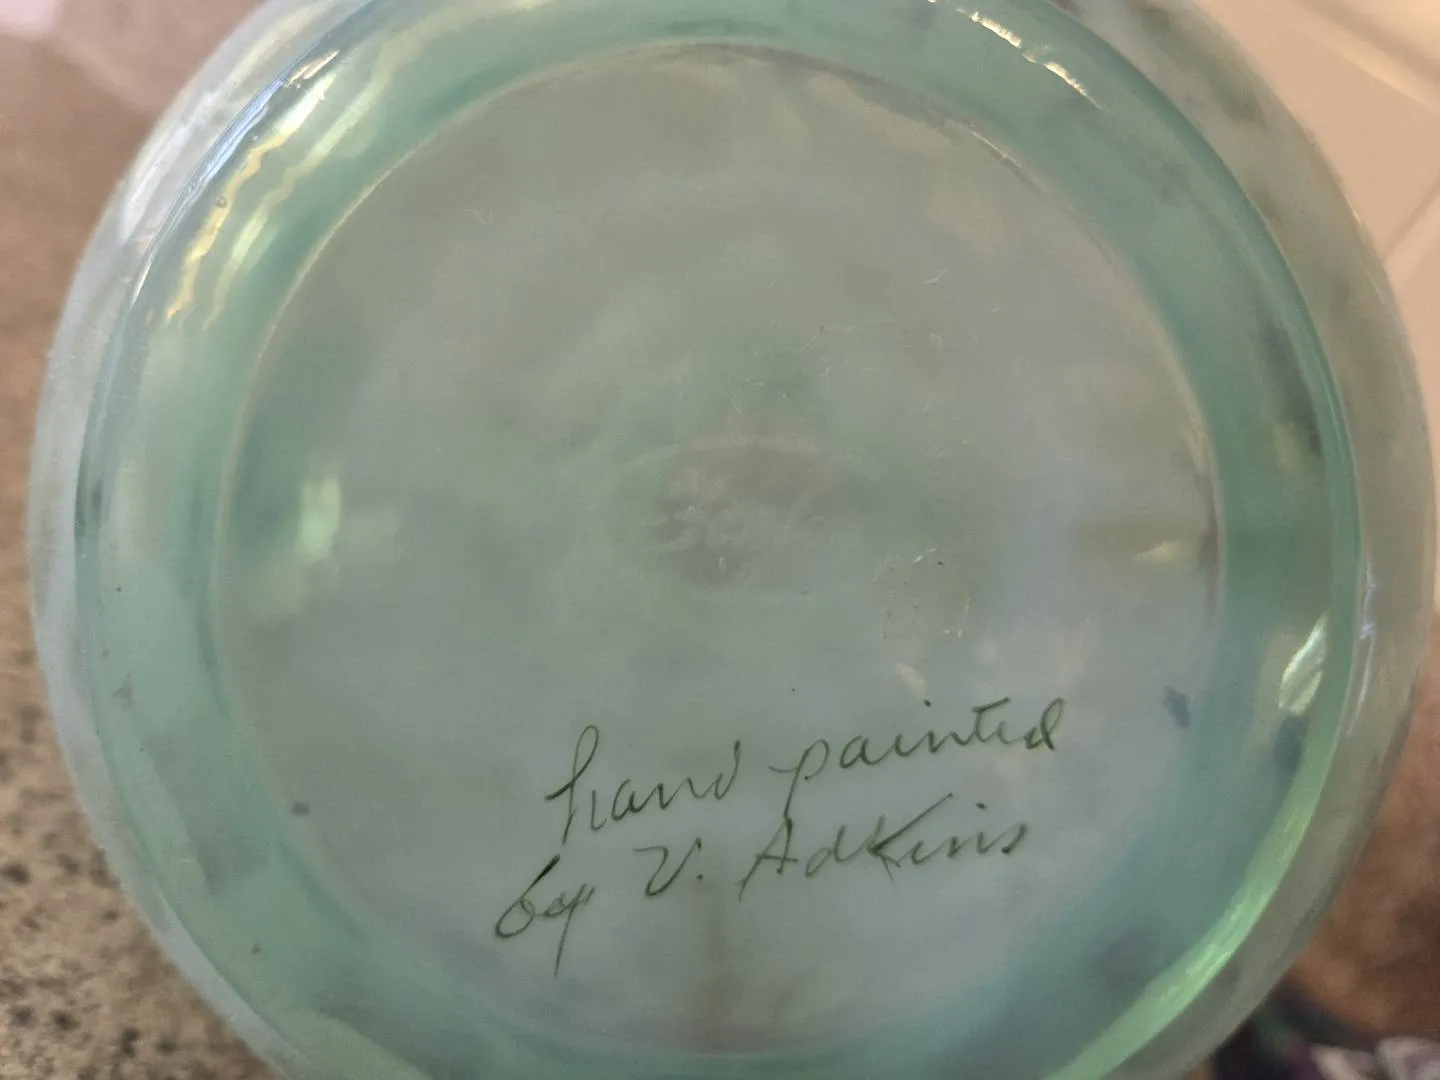 hand painted
by V. Adkins